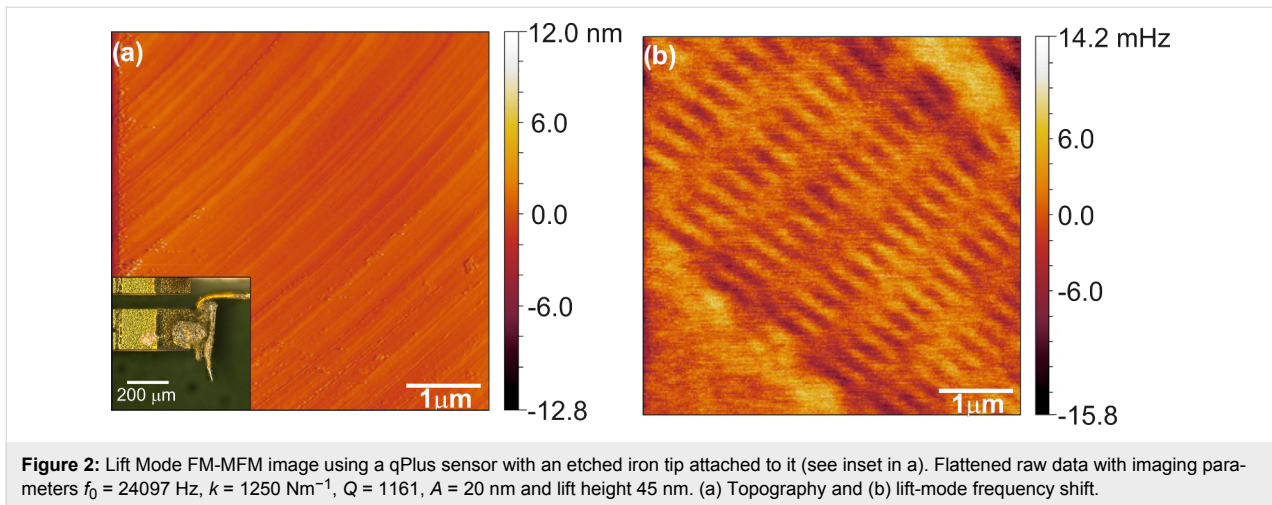 (a)
12.0 nm
6.0
0.0
-6.0
-12.8
200 μm
1μm
(b)
14.2 mHz
6.0
0.0
-6.0
-15.8
1μm
Figure 2: Lift Mode FM-MFM image using a qPlus sensor with an etched iron tip attached to it (see inset in a). Flattened raw data with imaging para-
meters f₀ = 24097 Hz, k = 1250 Nm⁻¹, Q = 1161, A = 20 nm and lift height 45 nm. (a) Topography and (b) lift-mode frequency shift.